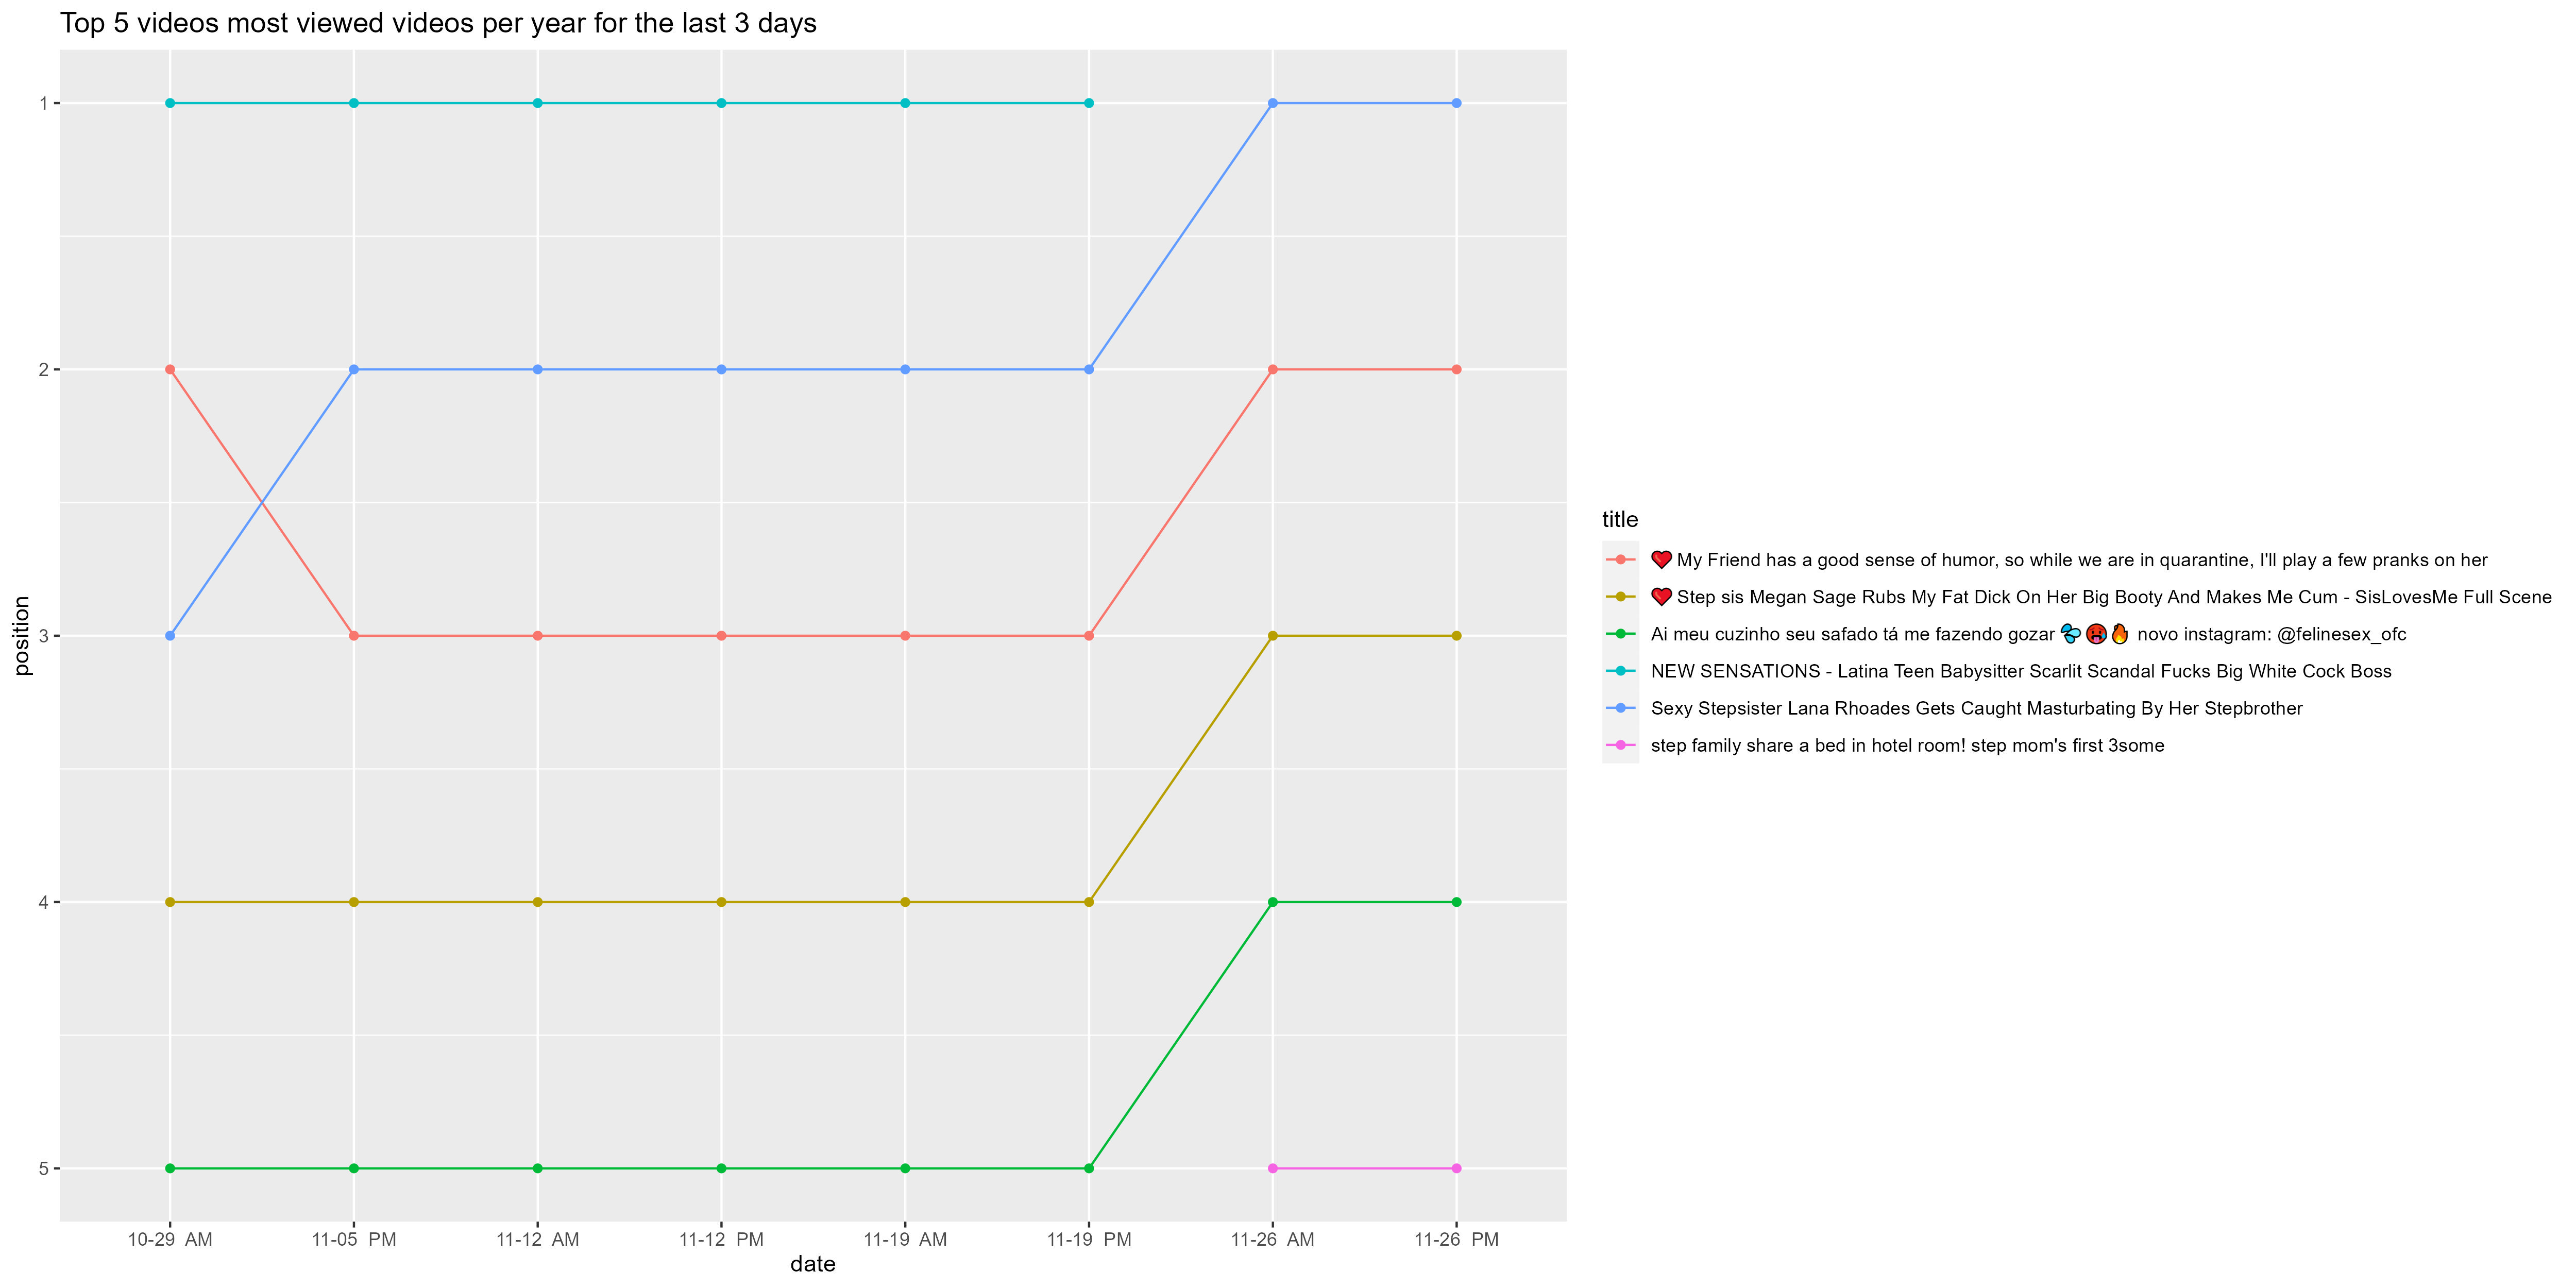 Top 5 videos most viewed videos per year for the last 3 days
position
1
2
3
4
5
10-29 AM
11-05 PM
11-12 AM
11-12 PM
11-19 AM
11-19 PM
11-26 AM
11-26 PM
date
title
❤️ My Friend has a good sense of humor, so while we are in quarantine, I'll play a few pranks on her
❤️ Step sis Megan Sage Rubs My Fat Dick On Her Big Booty And Makes Me Cum - SisLovesMe Full Scene
Ai meu cuzinho seu safado tá me fazendo gozar 💦🥵🔥 novo instagram: @felinesex_ofc
NEW SENSATIONS - Latina Teen Babysitter Scarlit Scandal Fucks Big White Cock Boss
Sexy Stepsister Lana Rhoades Gets Caught Masturbating By Her Stepbrother
step family share a bed in hotel room! step mom's first 3some